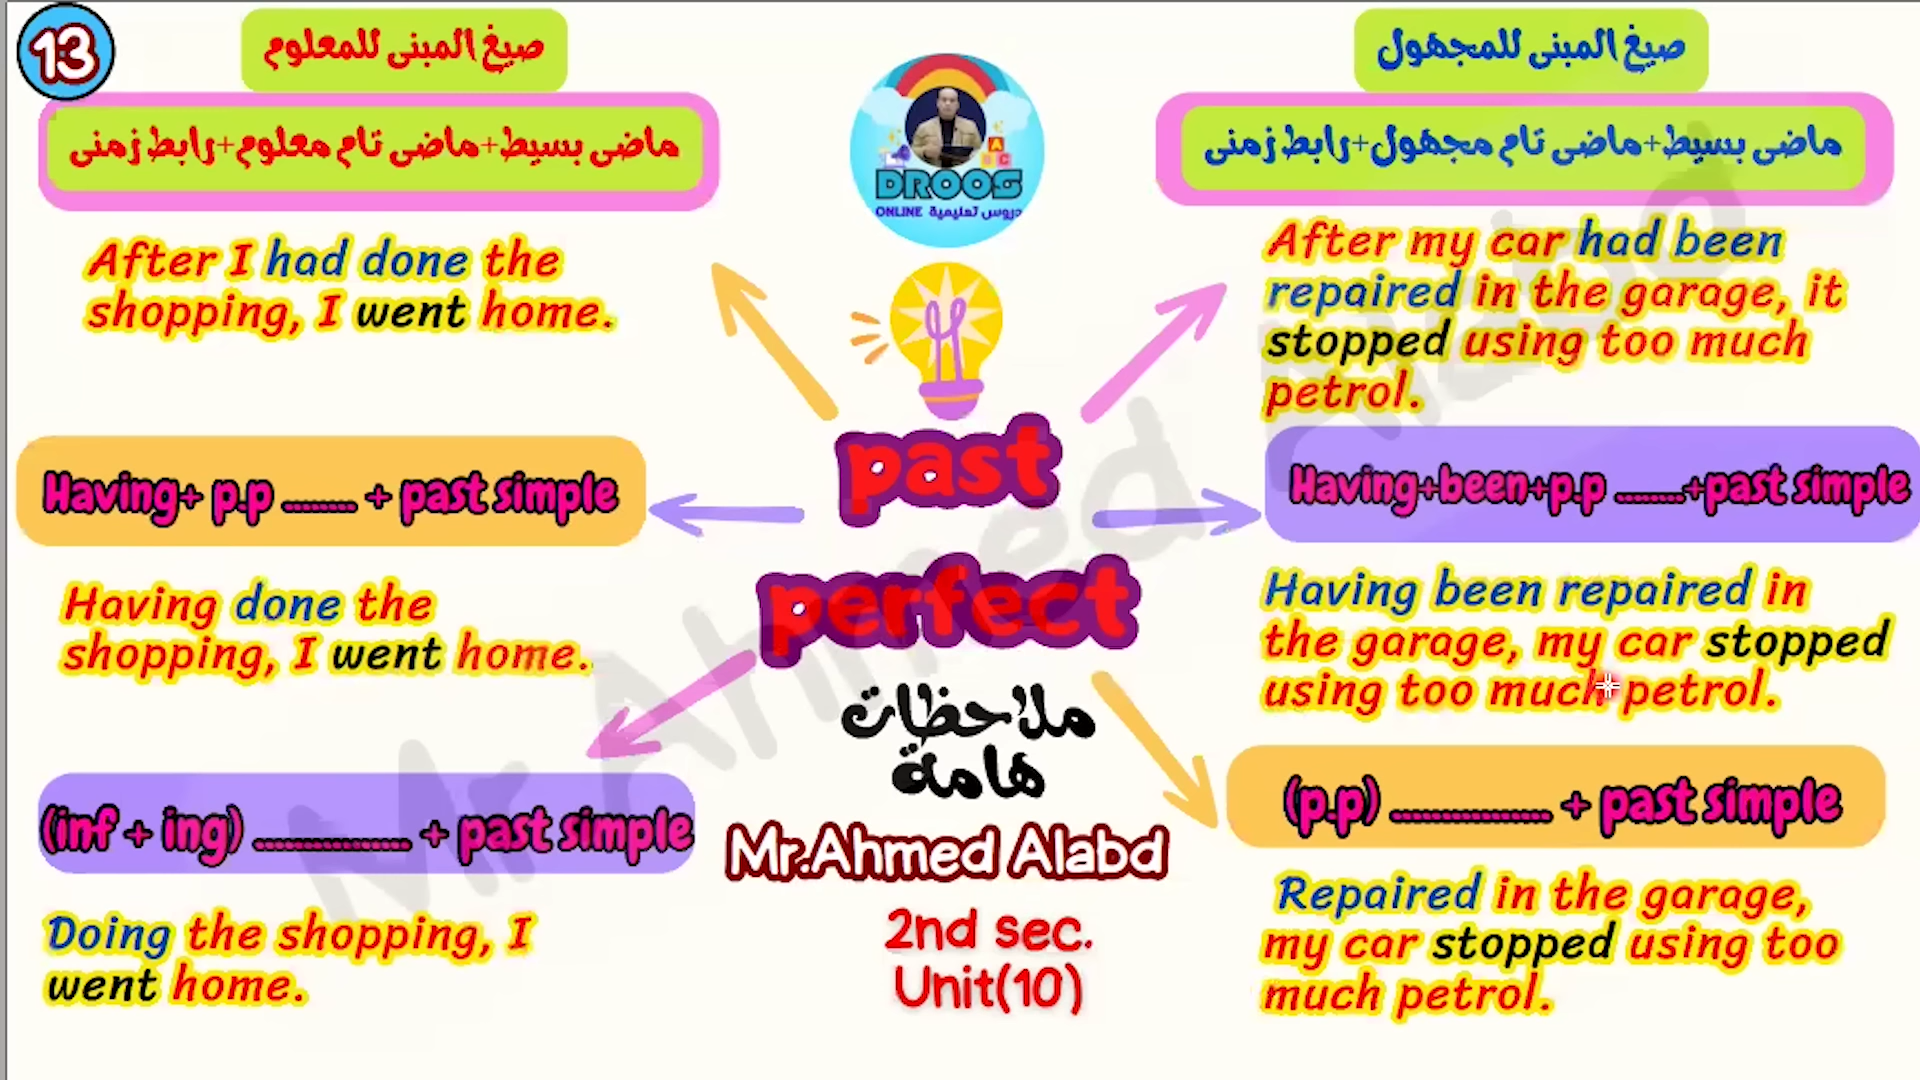 13
صيغ المبنى للمعلوم
ماضى بسيط+ماضى تام معلوم+رابط زمنى
After I had done the
shopping, I went home.
Having+ p.p ........ + past simple
Having done the
shopping, I went home.
(inf + ing) ................. + past simple
Doing the shopping, I
went home.
DROOS
ONLINE دروس تعليمية
past
perfect
ملاحظات
هامة
Mr.Ahmed Alabd
2nd sec.
Unit(10)
صيغ المبنى للمجهول
ماضى بسيط+ماضى تام مجهول+رابط زمنى
After my car had been
repaired in the garage, it
stopped using too much
petrol.
Having+been+p.p ........+past simple
Having been repaired in
the garage, my car stopped
using too much petrol.
(p.p) ................. + past simple
Repaired in the garage,
my car stopped using too
much petrol.
Mr Ahmed Alabd